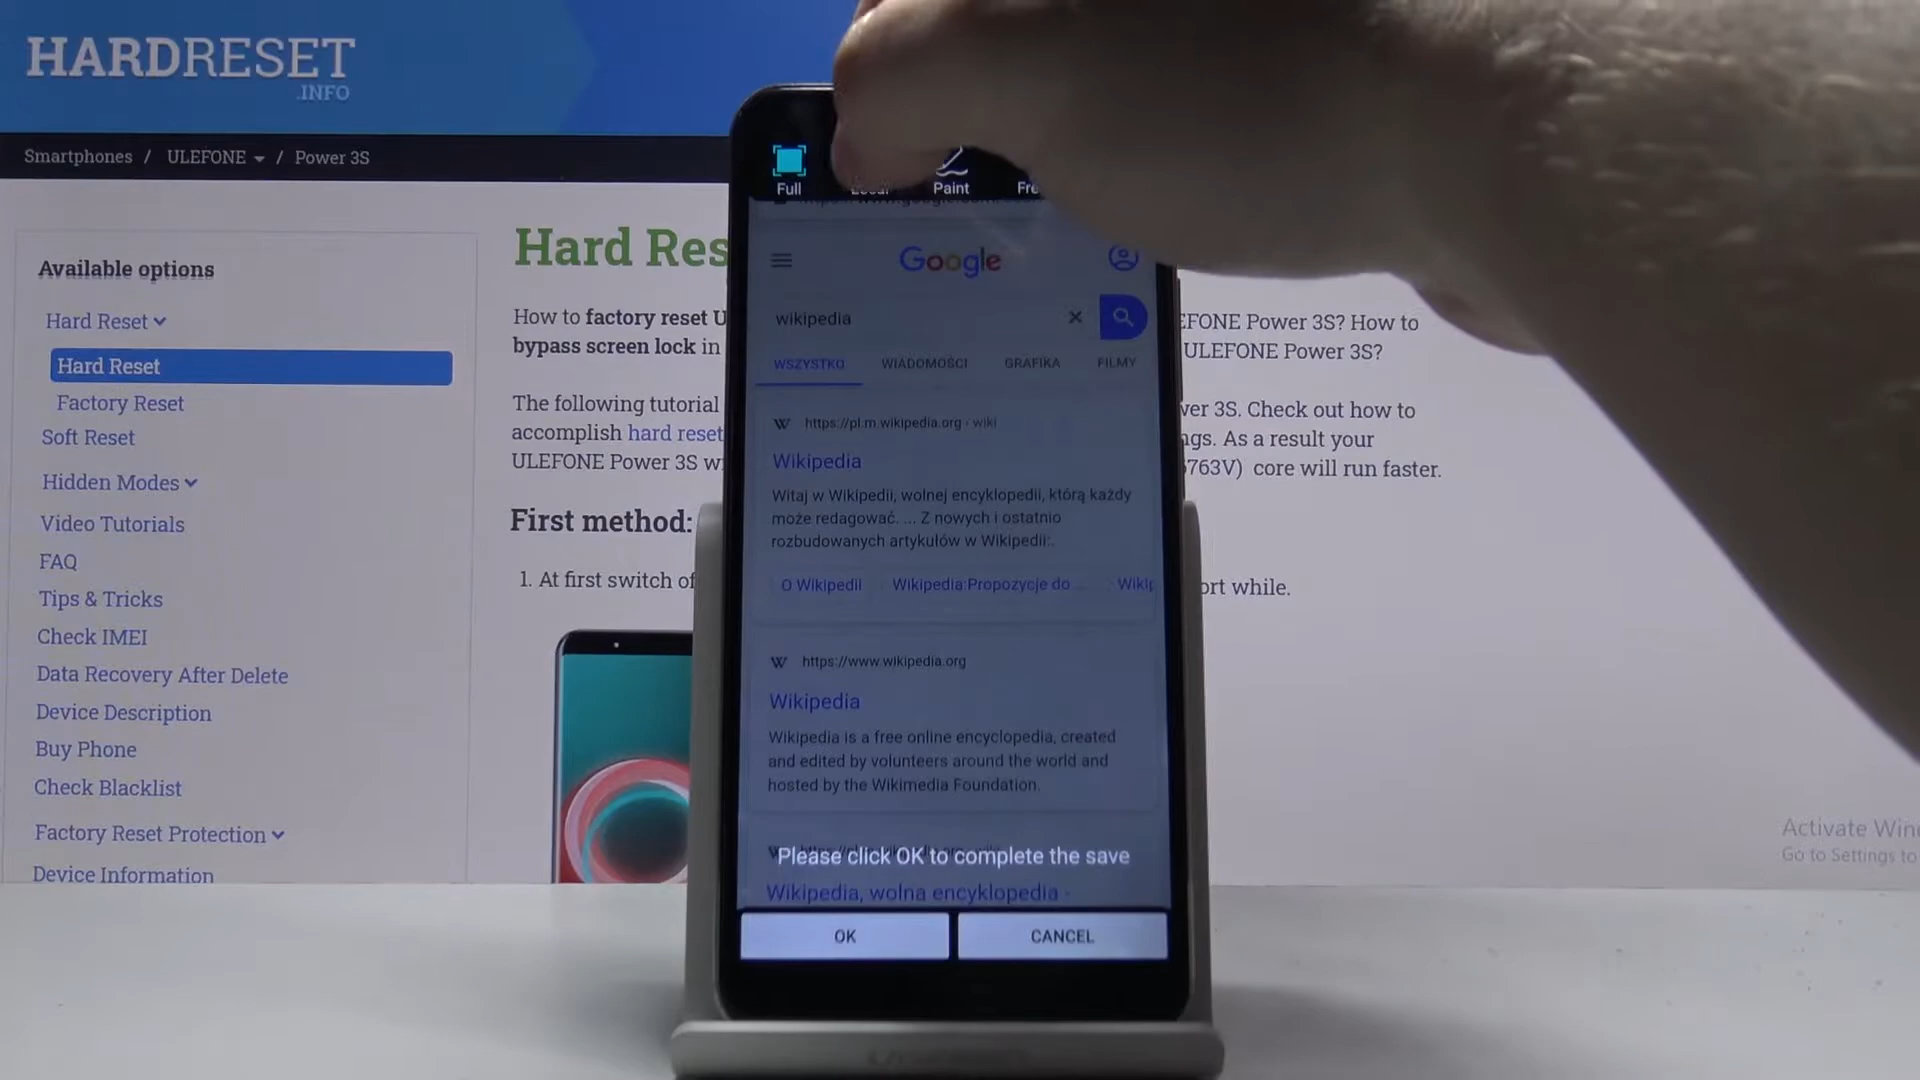 HARDRESET
.INFO
Smartphones / ULEFONE / Power 3S
Available options
Hard Reset
Hard Reset
Factory Reset
Soft Reset
Hidden Modes
Video Tutorials
FAQ
Tips & Tricks
Check IMEI
Data Recovery After Delete
Device Description
Buy Phone
Check Blacklist
Factory Reset Protection
Device Information
Hard Res
How to factory reset U
bypass screen lock in
The following tutorial
accomplish hard reset
ULEFONE Power 3S w
First method:
1. At first switch of
EFONE Power 3S? How to
ULEFONE Power 3S?
ver 3S. Check out how to
ngs. As a result your
763V) core will run faster.
ort while.
Full
Paint
Fre
Google
wikipedia
WSZYSTKO WIADOMOŚCI GRAFIKA FILMY
https://pl.m.wikipedia.org › wiki
Wikipedia
Witaj w Wikipedii, wolnej encyklopedii, którą każdy
może redagować. ... Z nowych i ostatnio
rozbudowanych artykułów w Wikipedii:.
O Wikipedii Wikipedia:Propozycje do ... Wikip
https://www.wikipedia.org
Wikipedia
Wikipedia is a free online encyclopedia, created
and edited by volunteers around the world and
hosted by the Wikimedia Foundation.
Please click OK to complete the save
Wikipedia, wolna encyklopedia -
OK CANCEL
Activate Win
Go to Settings to